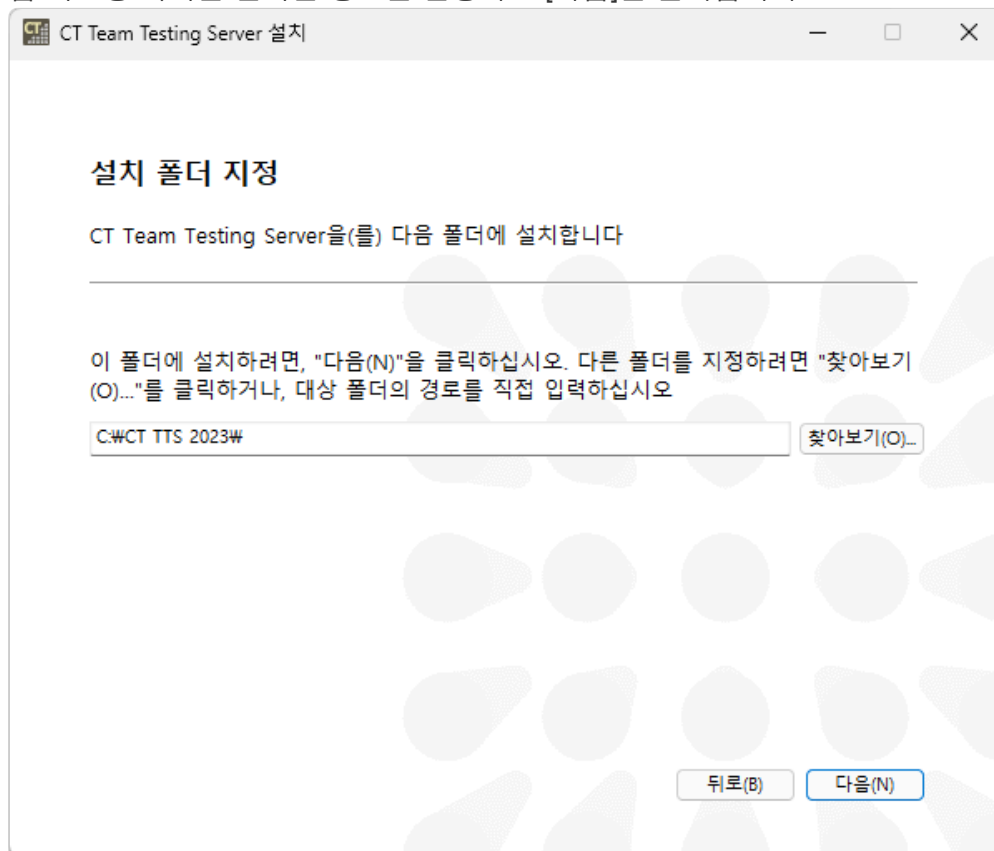 CT Team Testing Server 설치
설치 폴더 지정
CT Team Testing Server을(를) 다음 폴더에 설치합니다
이 폴더에 설치하려면, "다음(N)"을 클릭하십시오. 다른 폴더를 지정하려면 "찾아보기
(O)..."를 클릭하거나, 대상 폴더의 경로를 직접 입력하십시오
C:₩CT TTS 2023₩
찾아보기(O)...
뒤로(B)
다음(N)